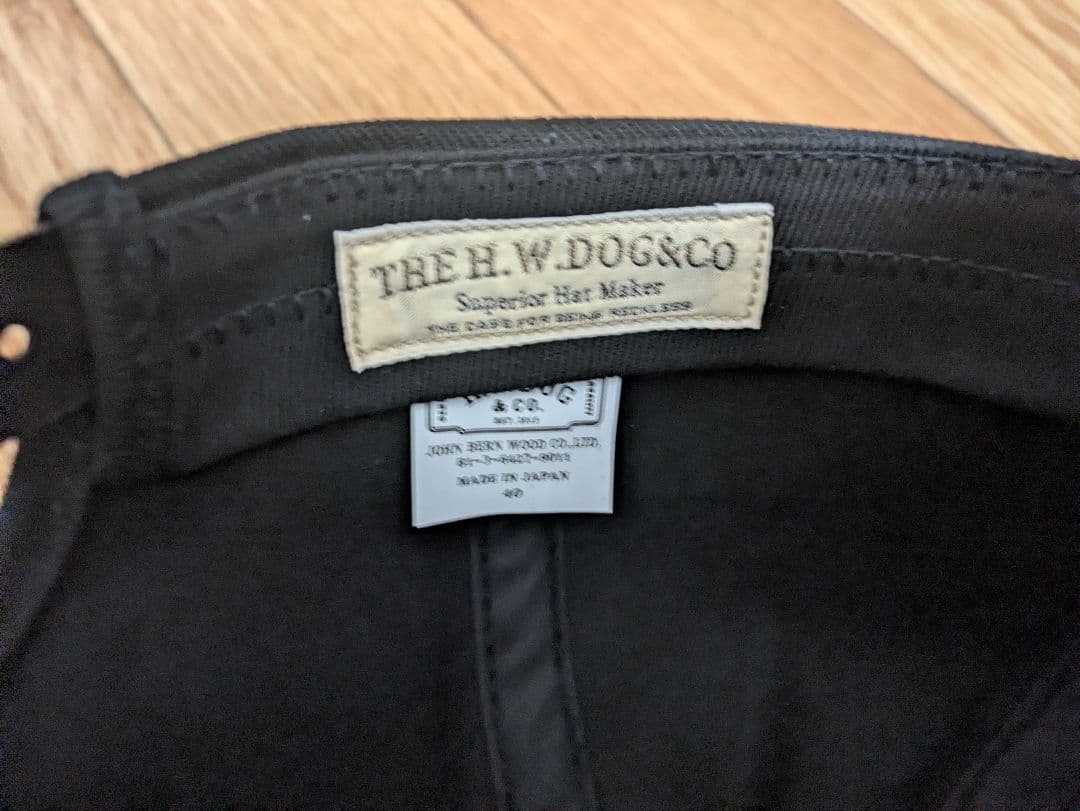 THE H.W.DOG&CO
Superior Hat Maker
THE CASE FOR BEING RECKLESS
DOG
& CO.
JOHN BERN WOOD CO.,LTD.
MADE IN JAPAN